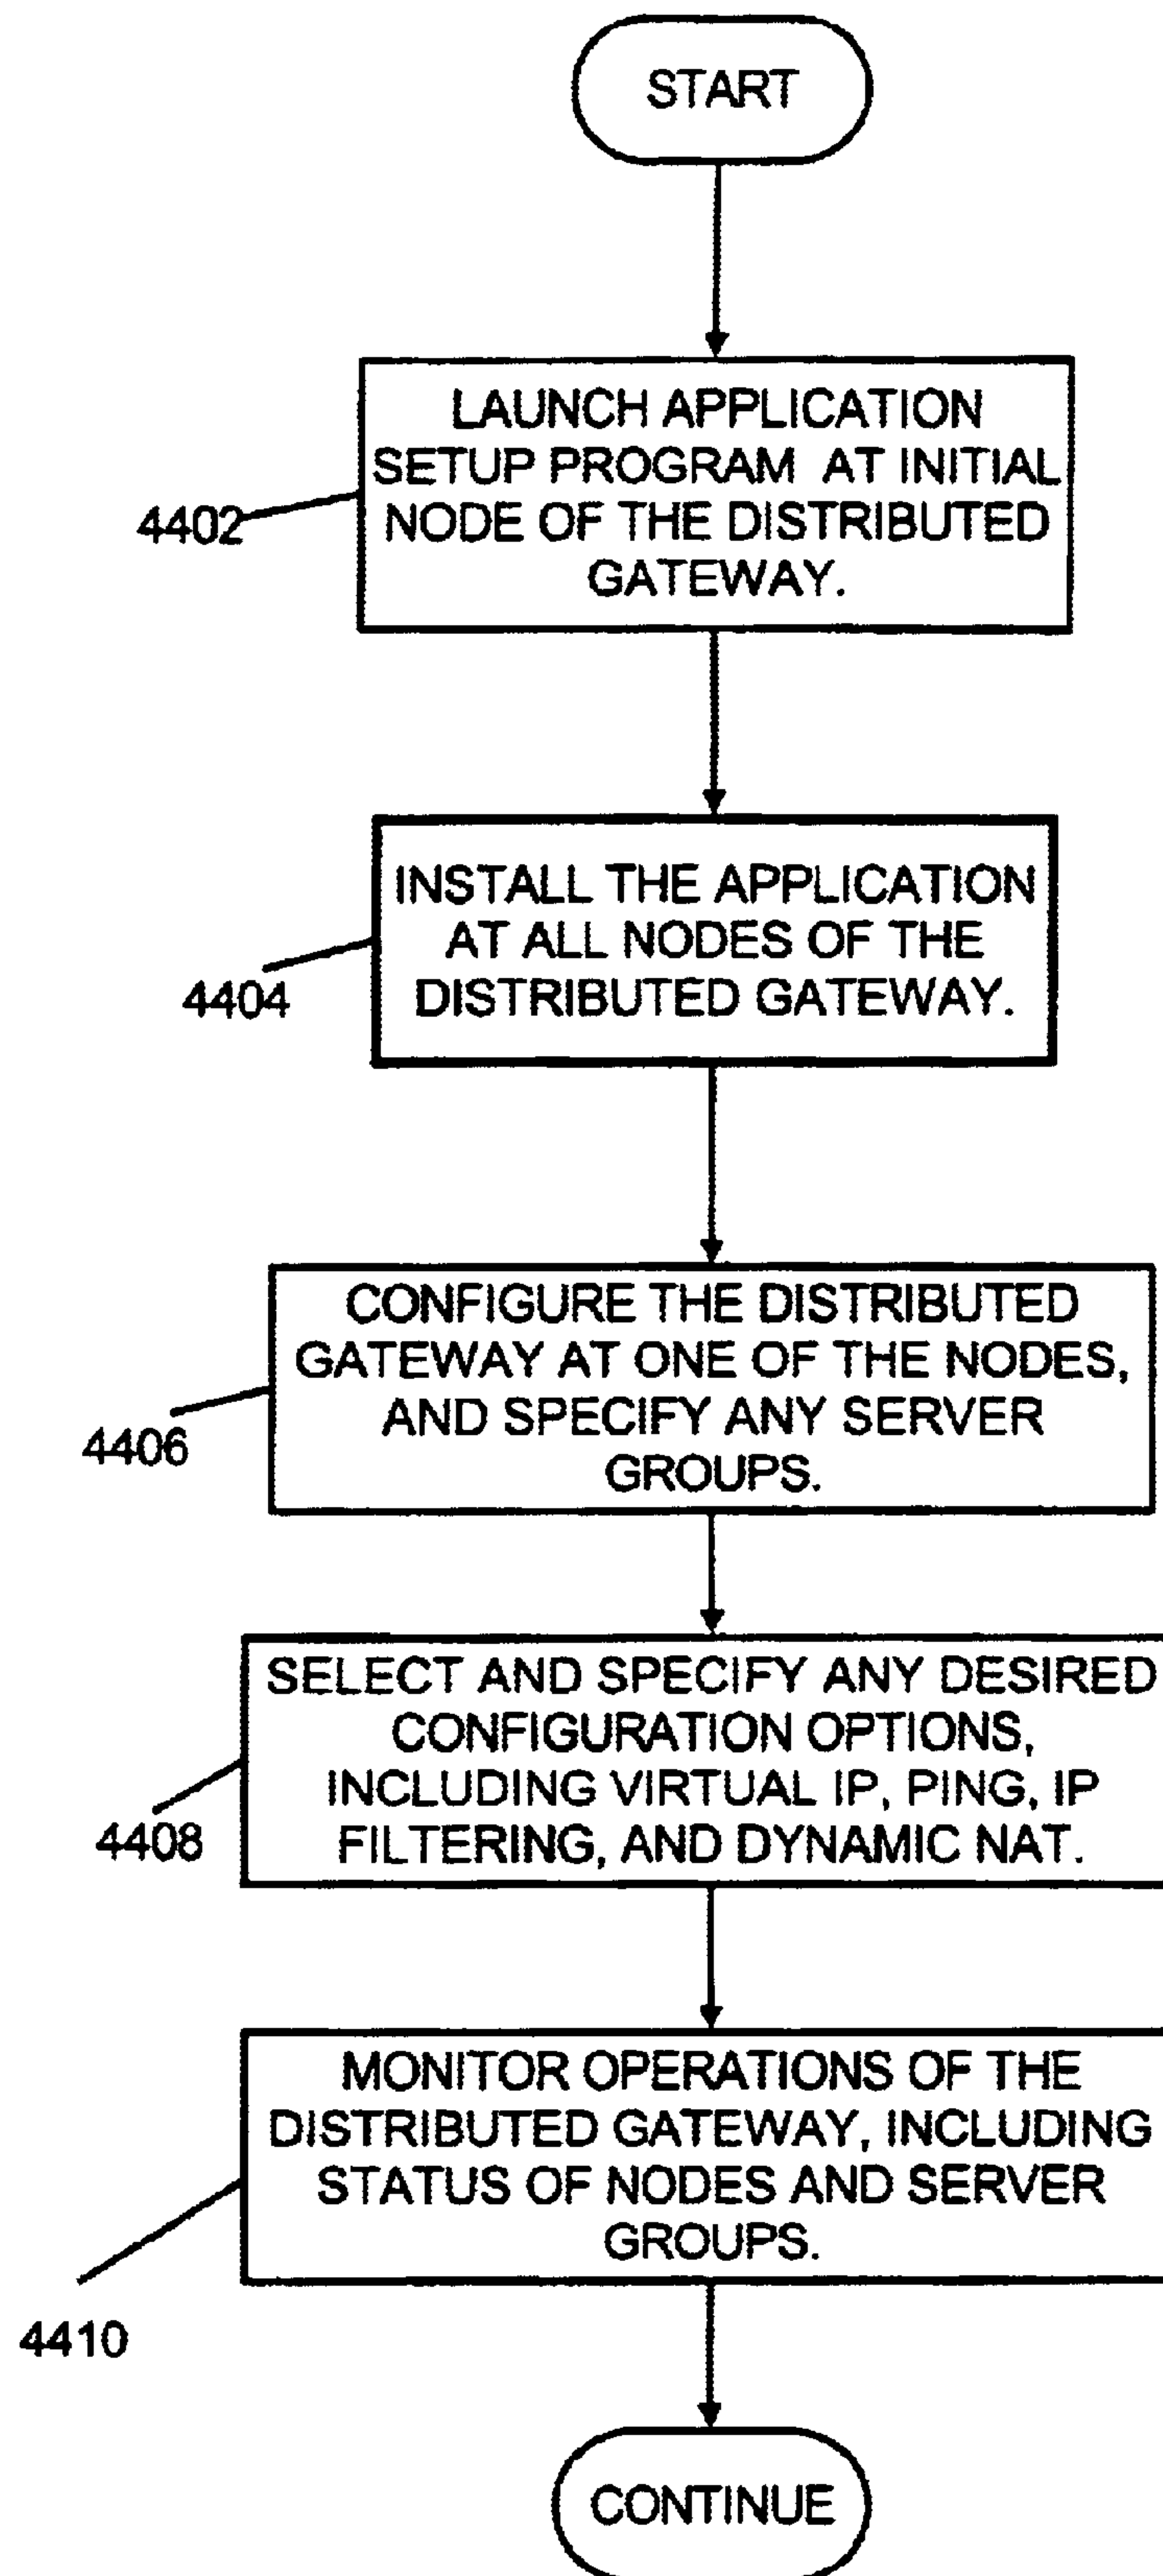 START
LAUNCH APPLICATION
SETUP PROGRAM AT INITIAL
NODE OF THE DISTRIBUTED
GATEWAY.
4402
INSTALL THE APPLICATION
AT ALL NODES OF THE
DISTRIBUTED GATEWAY.
4404
CONFIGURE THE DISTRIBUTED
GATEWAY AT ONE OF THE NODES,
AND SPECIFY ANY SERVER
GROUPS.
4406
SELECT AND SPECIFY ANY DESIRED
CONFIGURATION OPTIONS,
INCLUDING VIRTUAL IP, PING, IP
FILTERING, AND DYNAMIC NAT.
4408
MONITOR OPERATIONS OF THE
DISTRIBUTED GATEWAY, INCLUDING
STATUS OF NODES AND SERVER
GROUPS.
4410
CONTINUE